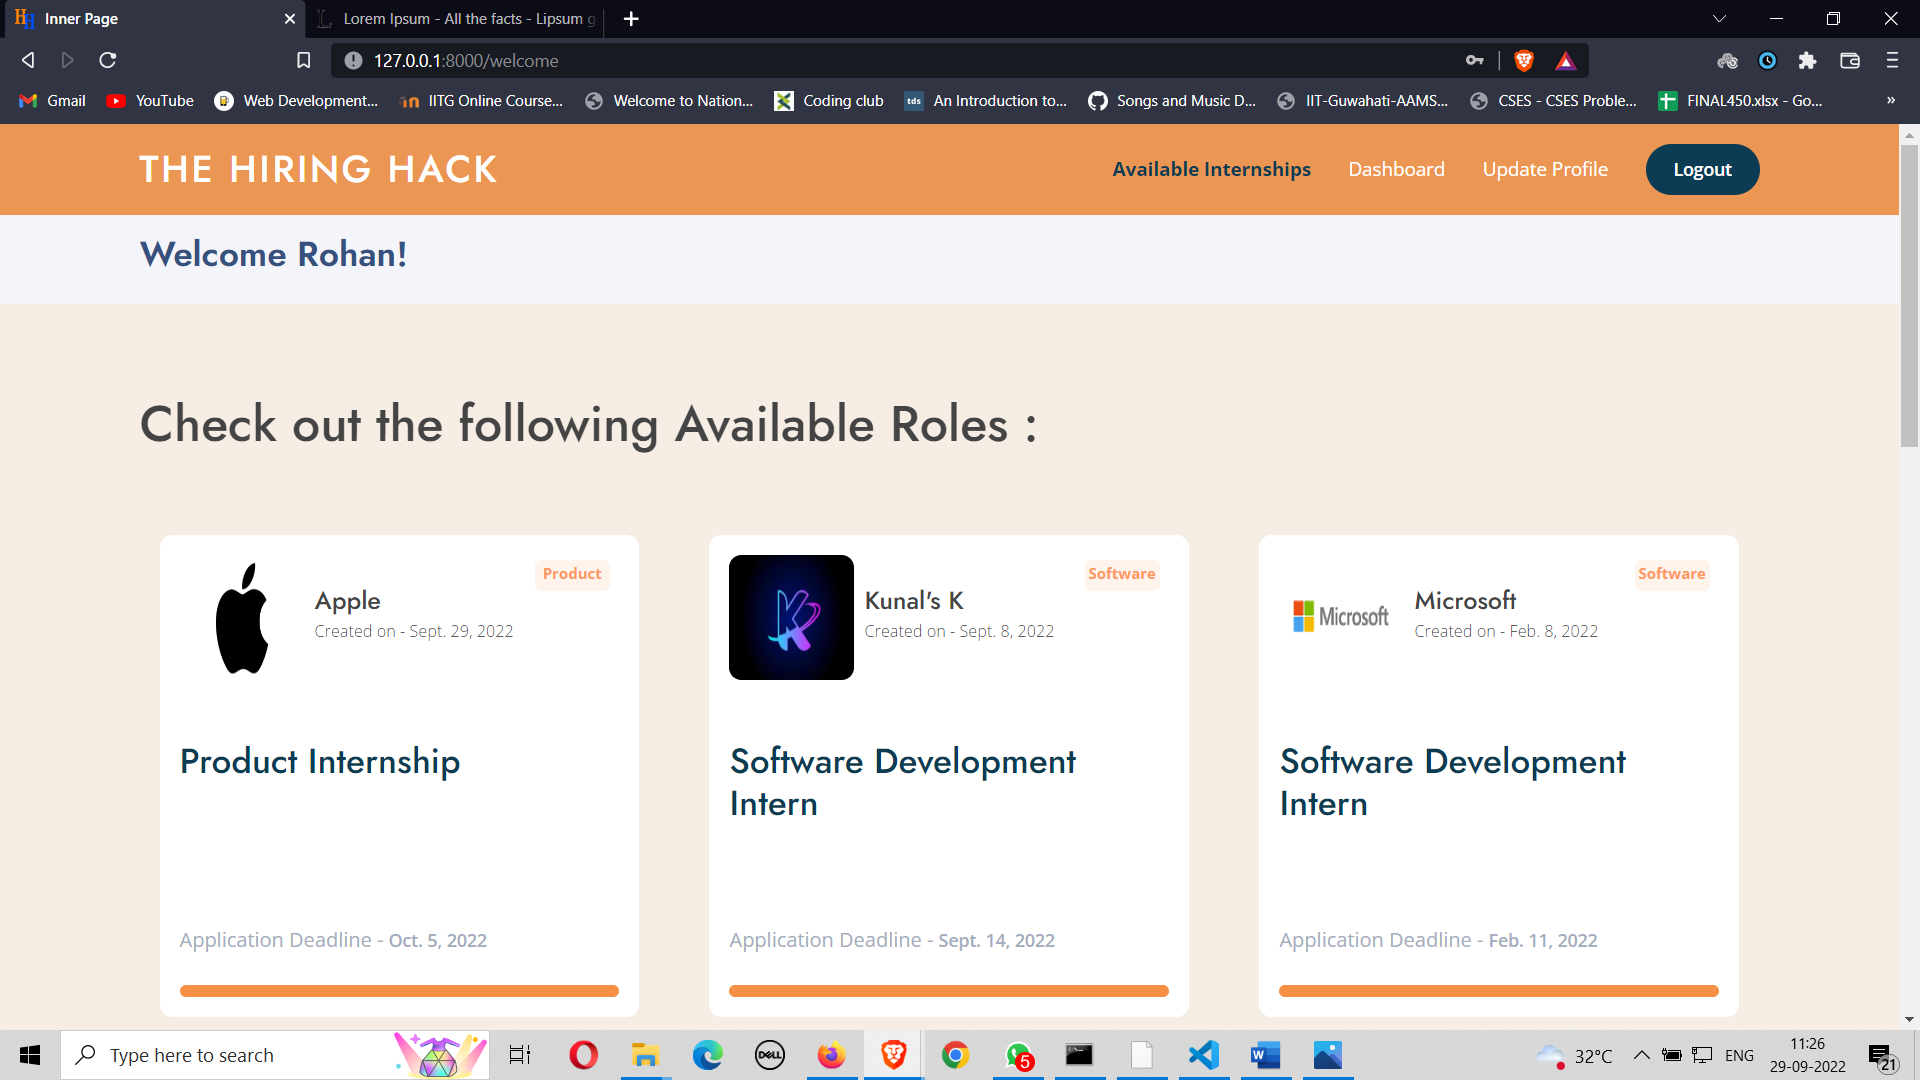 Inner Page
Lorem Ipsum - All the facts - Lipsum g
127.0.0.1:8000/welcome
Gmail
YouTube
Web Development...
IITG Online Course...
Welcome to Nation...
Coding club
tds
An Introduction to...
Songs and Music D...
IIT-Guwahati-AAMS...
CSES - CSES Proble...
FINAL450.xlsx - Go...
»
THE HIRING HACK
Available Internships
Dashboard
Update Profile
Logout
Welcome Rohan!
Check out the following Available Roles :
Product
Apple
Created on - Sept. 29, 2022
Product Internship
Application Deadline - Oct. 5, 2022
Software
Kunal's K
Created on - Sept. 8, 2022
Software Development
Intern
Application Deadline - Sept. 14, 2022
Software
Microsoft
Microsoft
Created on - Feb. 8, 2022
Software Development
Intern
Application Deadline - Feb. 11, 2022
Type here to search
DELL
5
32°C
ENG
11:26
29-09-2022
21